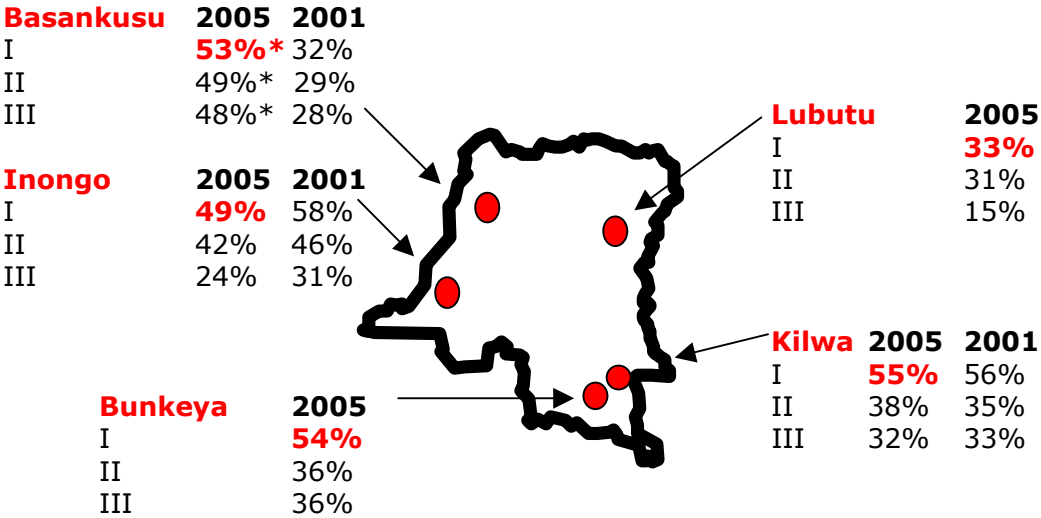 Basankusu 2005 2001
I 53%* 32%
II 49%* 29%
III 48%* 28%
Inongo 2005 2001
I 49% 58%
II 42% 46%
III 24% 31%
Bunkeya 2005
I 54%
II 36%
III 36%
Lubutu 2005
I 33%
II 31%
III 15%
Kilwa 2005 2001
I 55% 56%
II 38% 35%
III 32% 33%